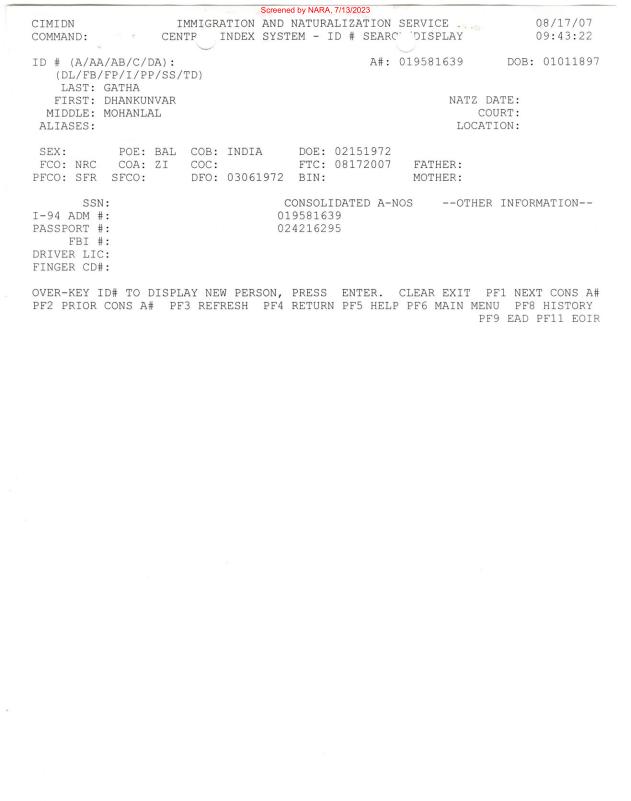 Screened by NARA, 7/13/2023
CIMIDN IMMIGRATION AND NATURALIZATION SERVICE 08/17/07
COMMAND: CENTR INDEX SYSTEM - ID # SEARC DISPLAY 09:43:22
ID # (A/AA/AB/C/DA): A#: 019581639 DOB: 01011897
(DL/FB/FP/I/PP/SS/TD)
LAST: GATHA
FIRST: DHANKUNVAR NATZ DATE:
MIDDLE: MOHANLAL COURT:
ALIASES: LOCATION:
SEX: POE: BAL COB: INDIA DOE: 02151972
FCO: NRC COA: ZI COC: FTC: 08172007 FATHER:
PFCO: SFR SFCO: DFO: 03061972 BIN: MOTHER:
SSN: CONSOLIDATED A-NOS --OTHER INFORMATION--
I-94 ADM #: 019581639
PASSPORT #: 024216295
FBI #:
DRIVER LIC:
FINGER CD#:
OVER-KEY ID# TO DISPLAY NEW PERSON, PRESS ENTER. CLEAR EXIT PF1 NEXT CONS A#
PF2 PRIOR CONS A# PF3 REFRESH PF4 RETURN PF5 HELP PF6 MAIN MENU PF8 HISTORY
PF9 EAD PF11 EOIR